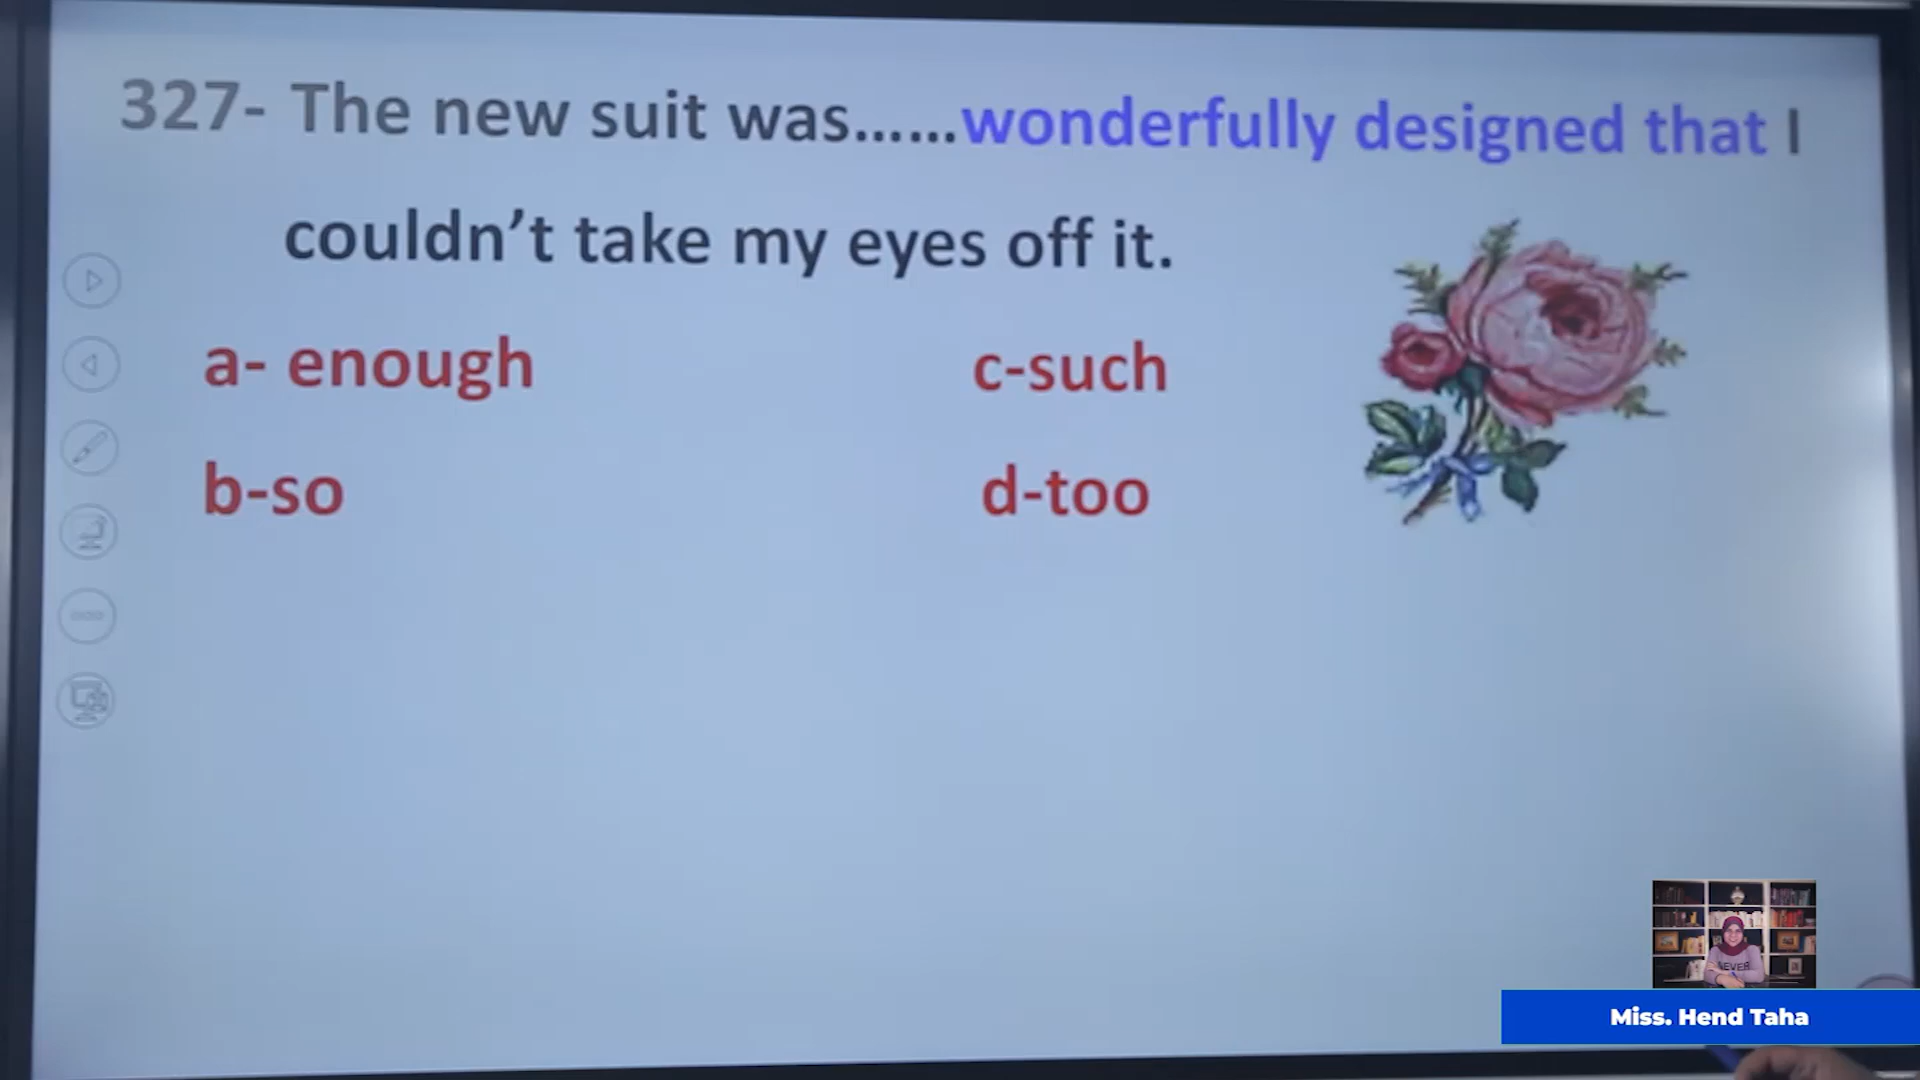 327- The new suit was......wonderfully designed that I
couldn’t take my eyes off it.
a- enough
c-such
b-so
d-too
NEVER
Miss. Hend Taha